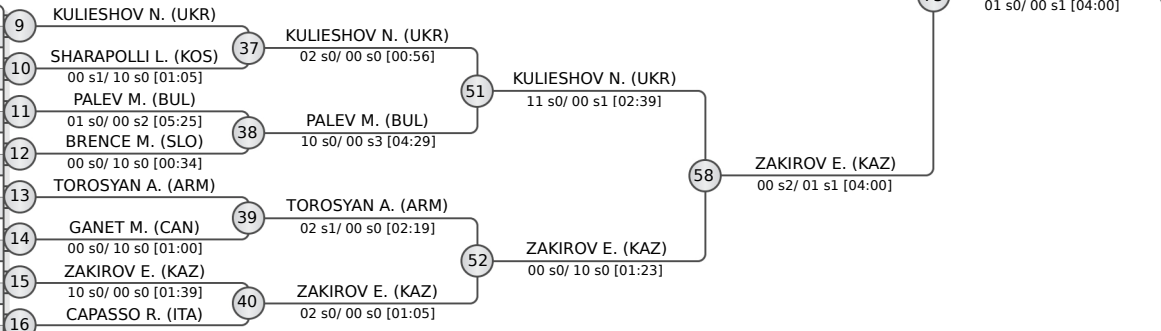 01 s0/ 00 s1 [04:00]
9
KULIESHOV N. (UKR)
37
KULIESHOV N. (UKR)
02 s0/ 00 s0 [00:56]
10
SHARAPOLLI L. (KOS)
00 s1/ 10 s0 [01:05]
51
KULIESHOV N. (UKR)
11 s0/ 00 s1 [02:39]
11
PALEV M. (BUL)
01 s0/ 00 s2 [05:25]
38
PALEV M. (BUL)
10 s0/ 00 s3 [04:29]
12
BRENCE M. (SLO)
00 s0/ 10 s0 [00:34]
58
ZAKIROV E. (KAZ)
00 s2/ 01 s1 [04:00]
13
TOROSYAN A. (ARM)
39
TOROSYAN A. (ARM)
02 s1/ 00 s0 [02:19]
14
GANET M. (CAN)
00 s0/ 10 s0 [01:00]
52
ZAKIROV E. (KAZ)
00 s0/ 10 s0 [01:23]
15
ZAKIROV E. (KAZ)
10 s0/ 00 s0 [01:39]
40
ZAKIROV E. (KAZ)
02 s0/ 00 s0 [01:05]
16
CAPASSO R. (ITA)